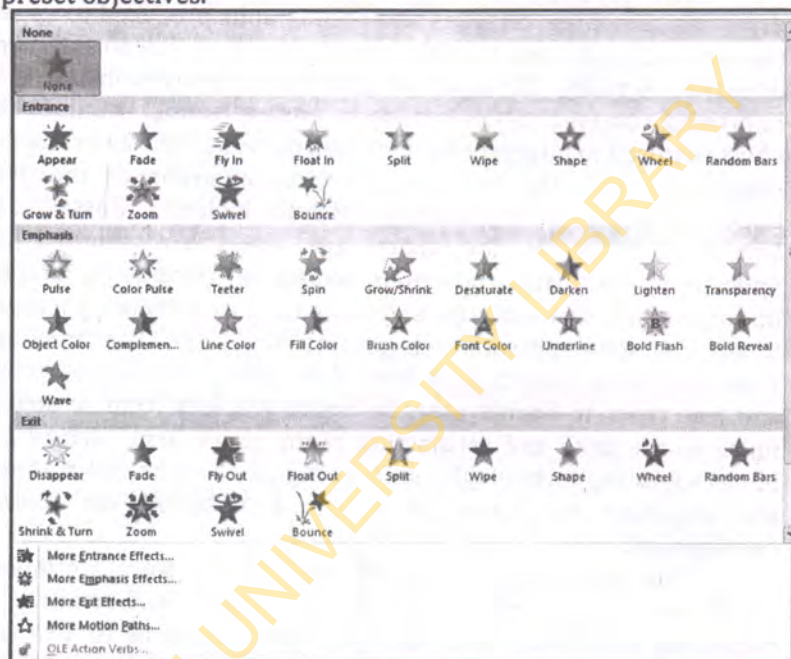 preset objectives.
None
None
Entrance
Appear Fade Fly In Float In Split Wipe Shape Wheel Random Bars
Grow & Turn Zoom Swivel Bounce
Emphasis
Pulse Color Pulse Teeter Spin Grow/Shrink Desaturate Darken Lighten Transparency
Object Color Complemen... Line Color Fill Color Brush Color Font Color Underline Bold Flash Bold Reveal
Wave
Exit
Disappear Fade Fly Out Float Out Split Wipe Shape Wheel Random Bars
Shrink & Turn Zoom Swivel Bounce
More Entrance Effects...
More Emphasis Effects...
More Exit Effects...
More Motion Paths...
OLE Action Verbs...
UNIVERSITY LIBRARY